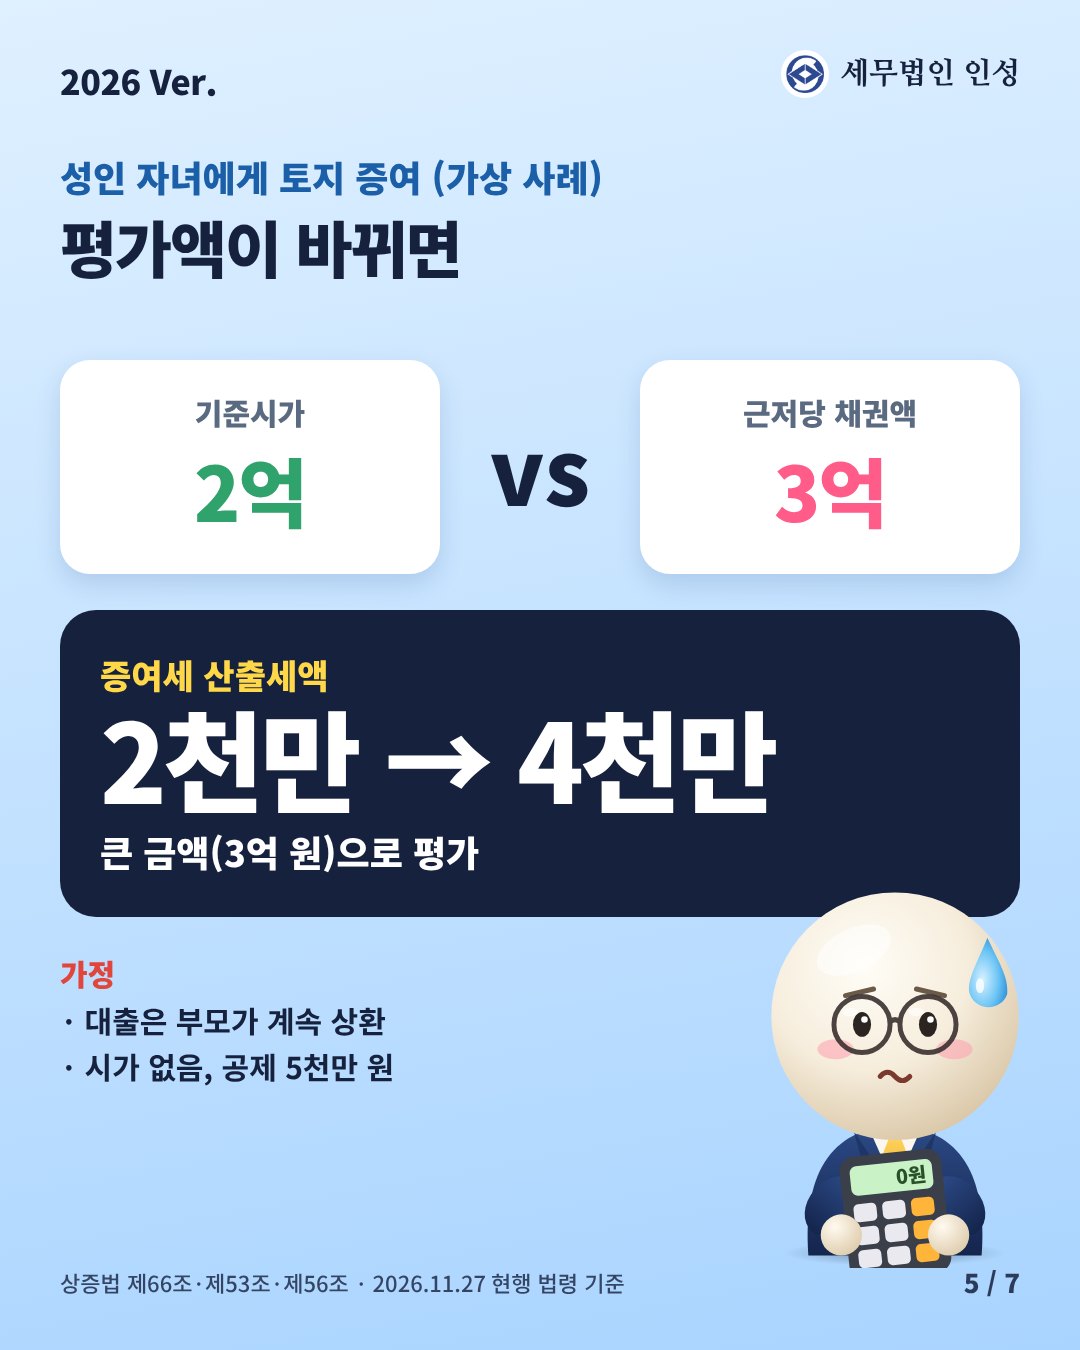 2026 Ver.
세무법인 인성
성인 자녀에게 토지 증여 (가상 사례)
평가액이 바뀌면
기준시가
2억
VS
근저당 채권액
3억
증여세 산출세액
2천만 → 4천만
큰 금액(3억 원)으로 평가
가정
· 대출은 부모가 계속 상환
· 시가 없음, 공제 5천만 원
0원
상증법 제66조·제53조·제56조 · 2026.11.27 현행 법령 기준
5 / 7